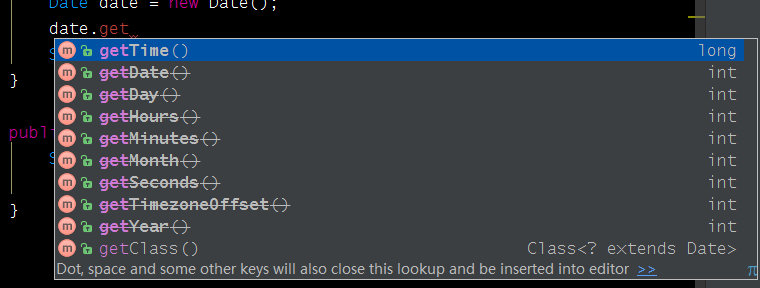 Date date = new Date();
date.get
getTime() long
getDate() int
getDay() int
getHours() int
getMinutes() int
getMonth() int
getSeconds() int
getTimezoneOffset() int
getYear() int
getClass() Class<? extends Date>
}
publ
}
Dot, space and some other keys will also close this lookup and be inserted into editor >> π